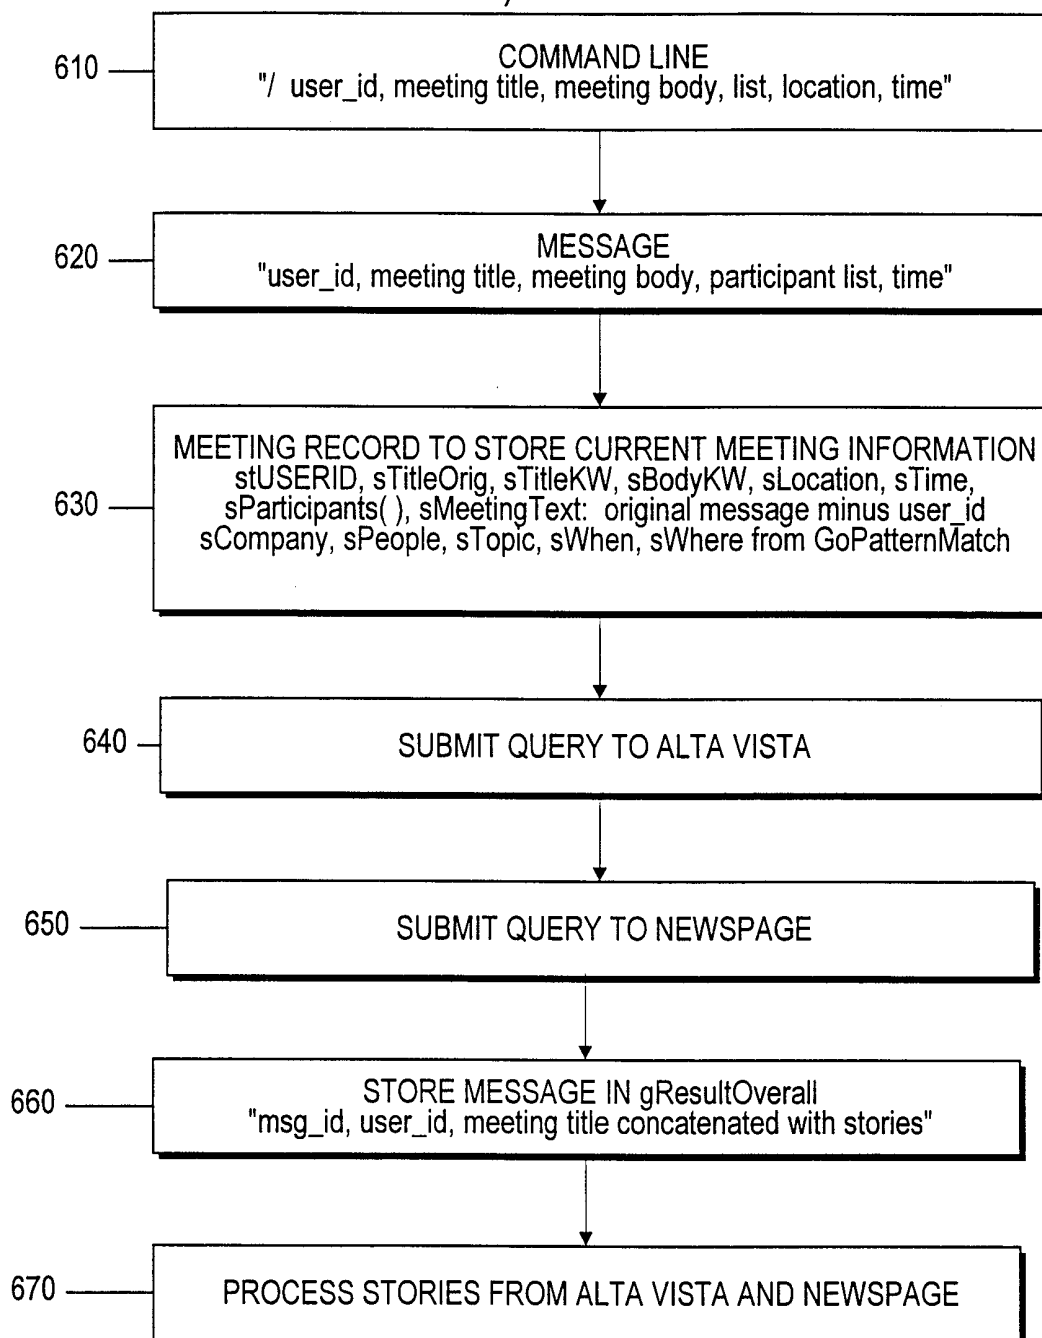 610
COMMAND LINE
"/ user_id, meeting title, meeting body, list, location, time"
620
MESSAGE
"user_id, meeting title, meeting body, participant list, time"
630
MEETING RECORD TO STORE CURRENT MEETING INFORMATION
stUSERID, sTitleOrig, sTitleKW, sBodyKW, sLocation, sTime,
sParticipants( ), sMeetingText: original message minus user_id
sCompany, sPeople, sTopic, sWhen, sWhere from GoPatternMatch
640
SUBMIT QUERY TO ALTA VISTA
650
SUBMIT QUERY TO NEWSPAGE
660
STORE MESSAGE IN gResultOverall
"msg_id, user_id, meeting title concatenated with stories"
670
PROCESS STORIES FROM ALTA VISTA AND NEWSPAGE